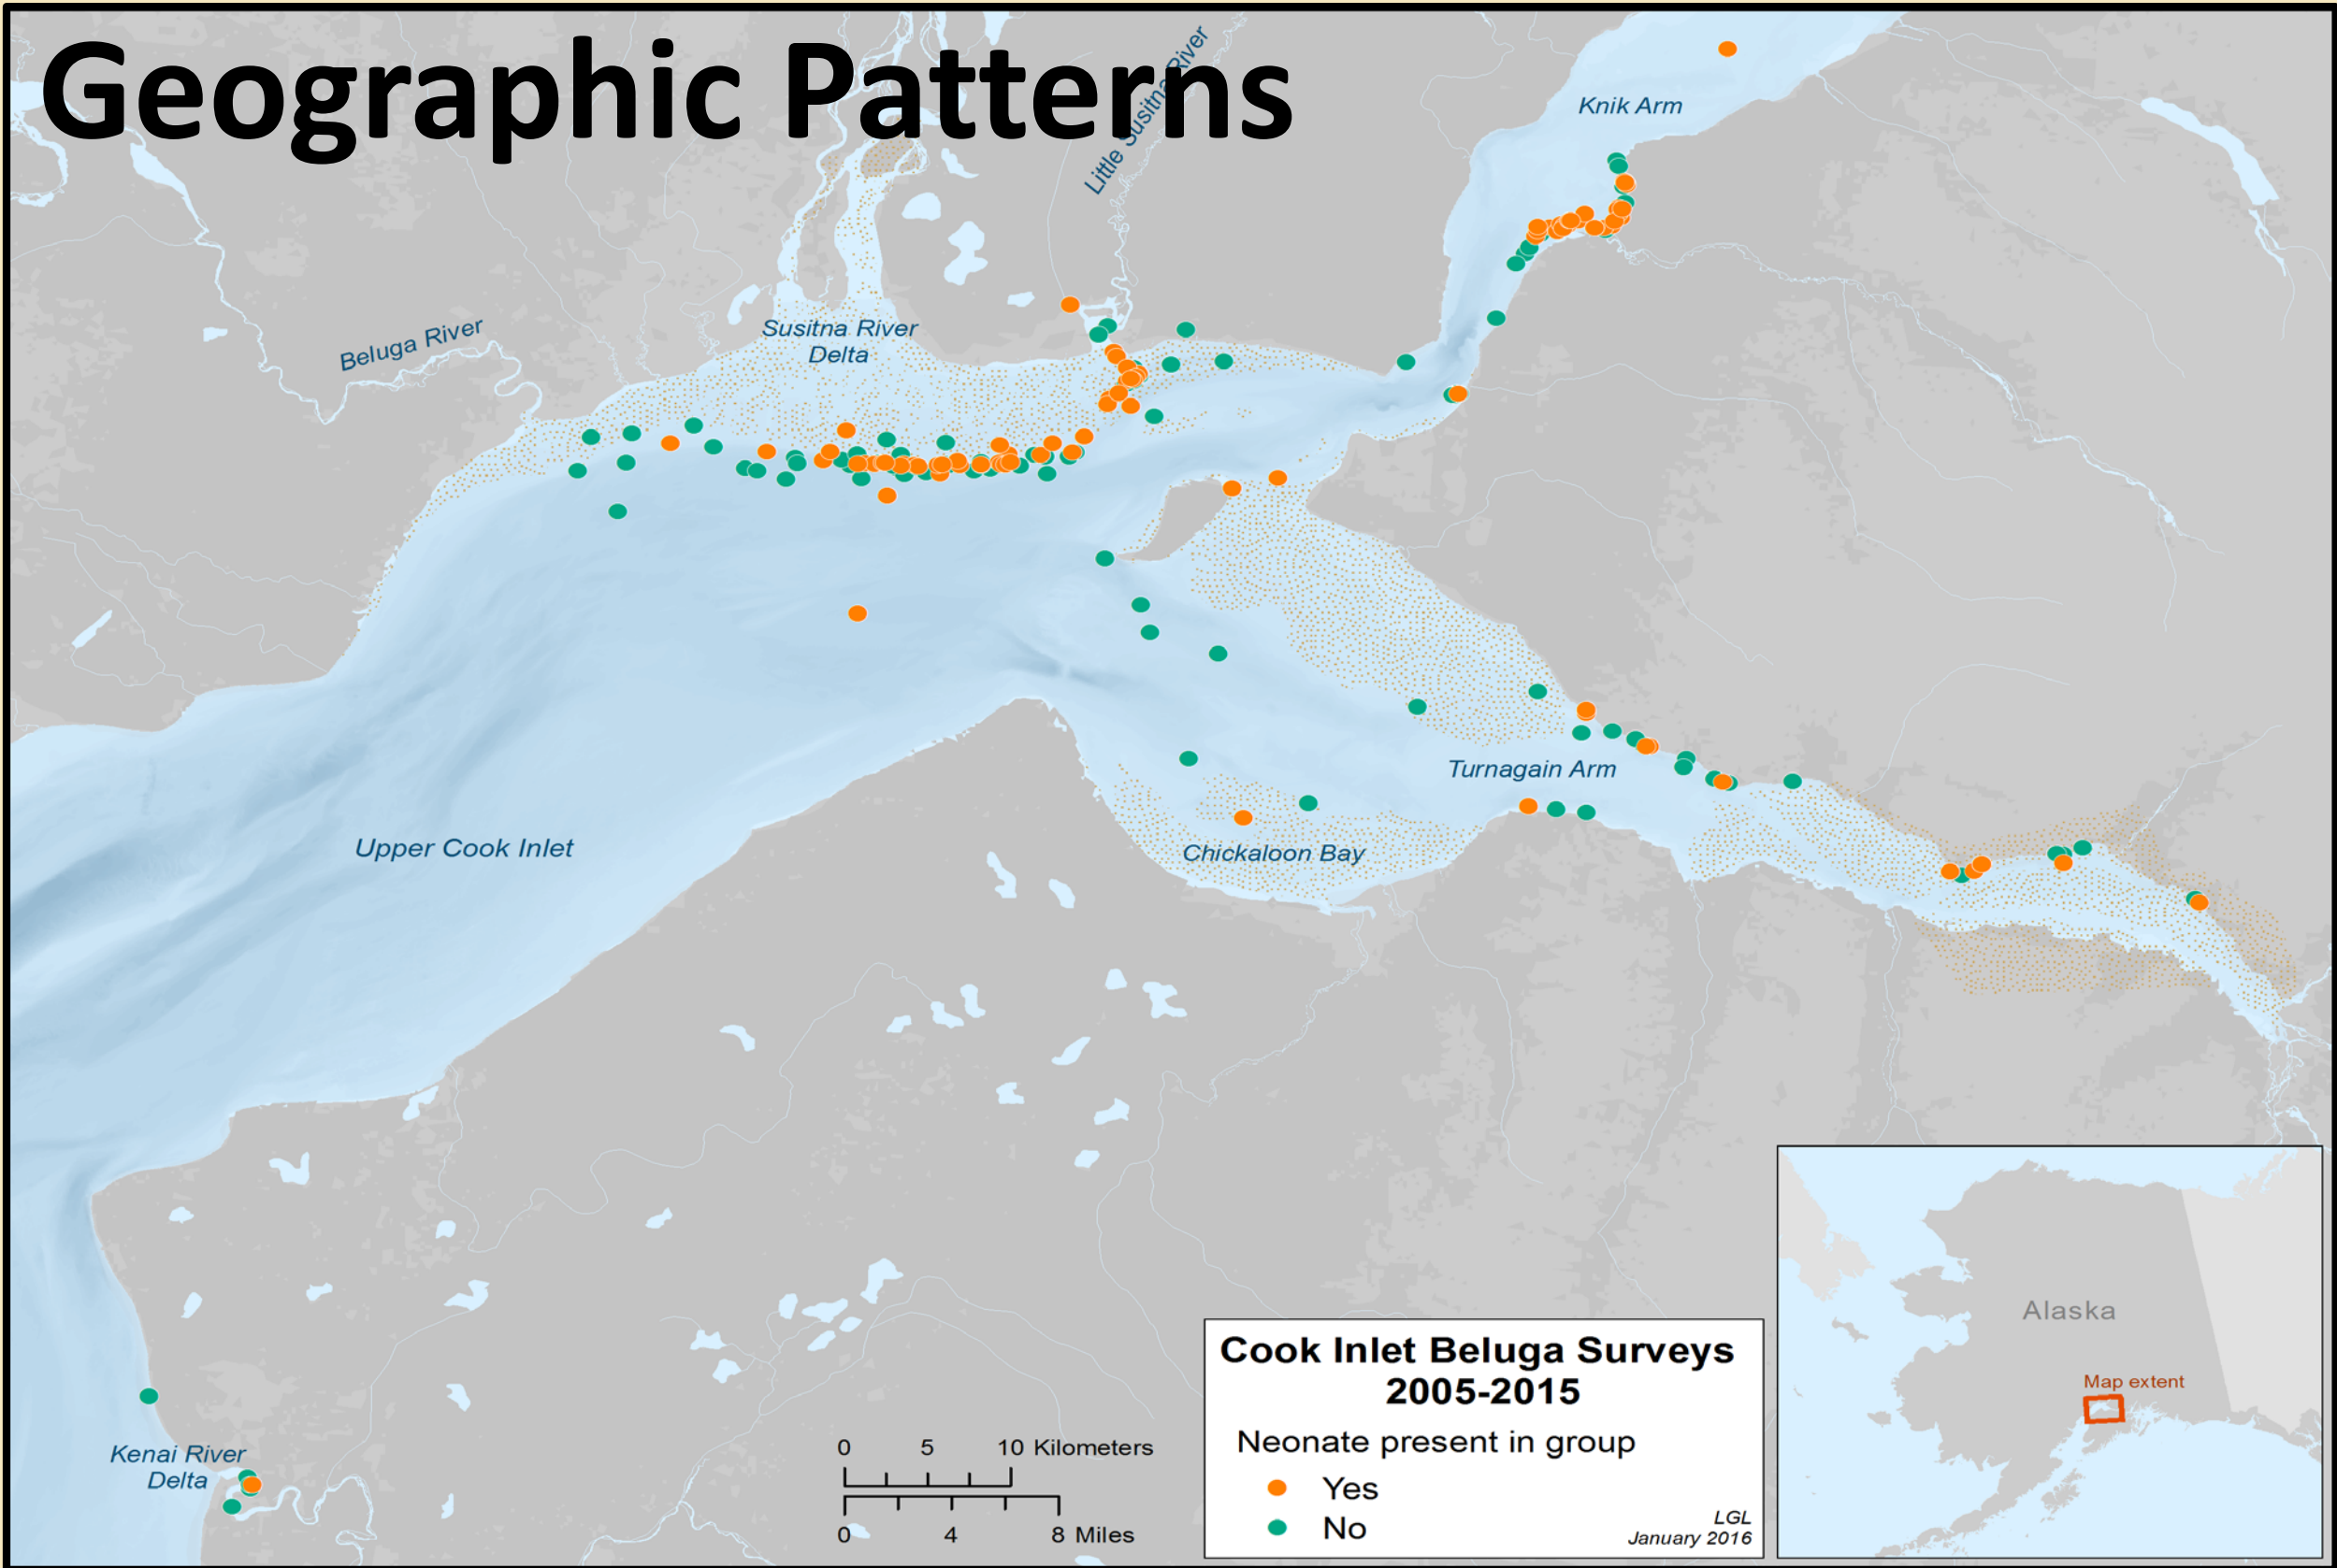 Geographic Patterns
Little Susitna River
Knik Arm
Beluga River
Susitna River
Delta
Turnagain Arm
Upper Cook Inlet
Chickaloon Bay
Alaska
Map extent
Kenai River
Delta
0 5 10 Kilometers
0 4 8 Miles
Cook Inlet Beluga Surveys
2005-2015
Neonate present in group
Yes
No
LGL
January 2016